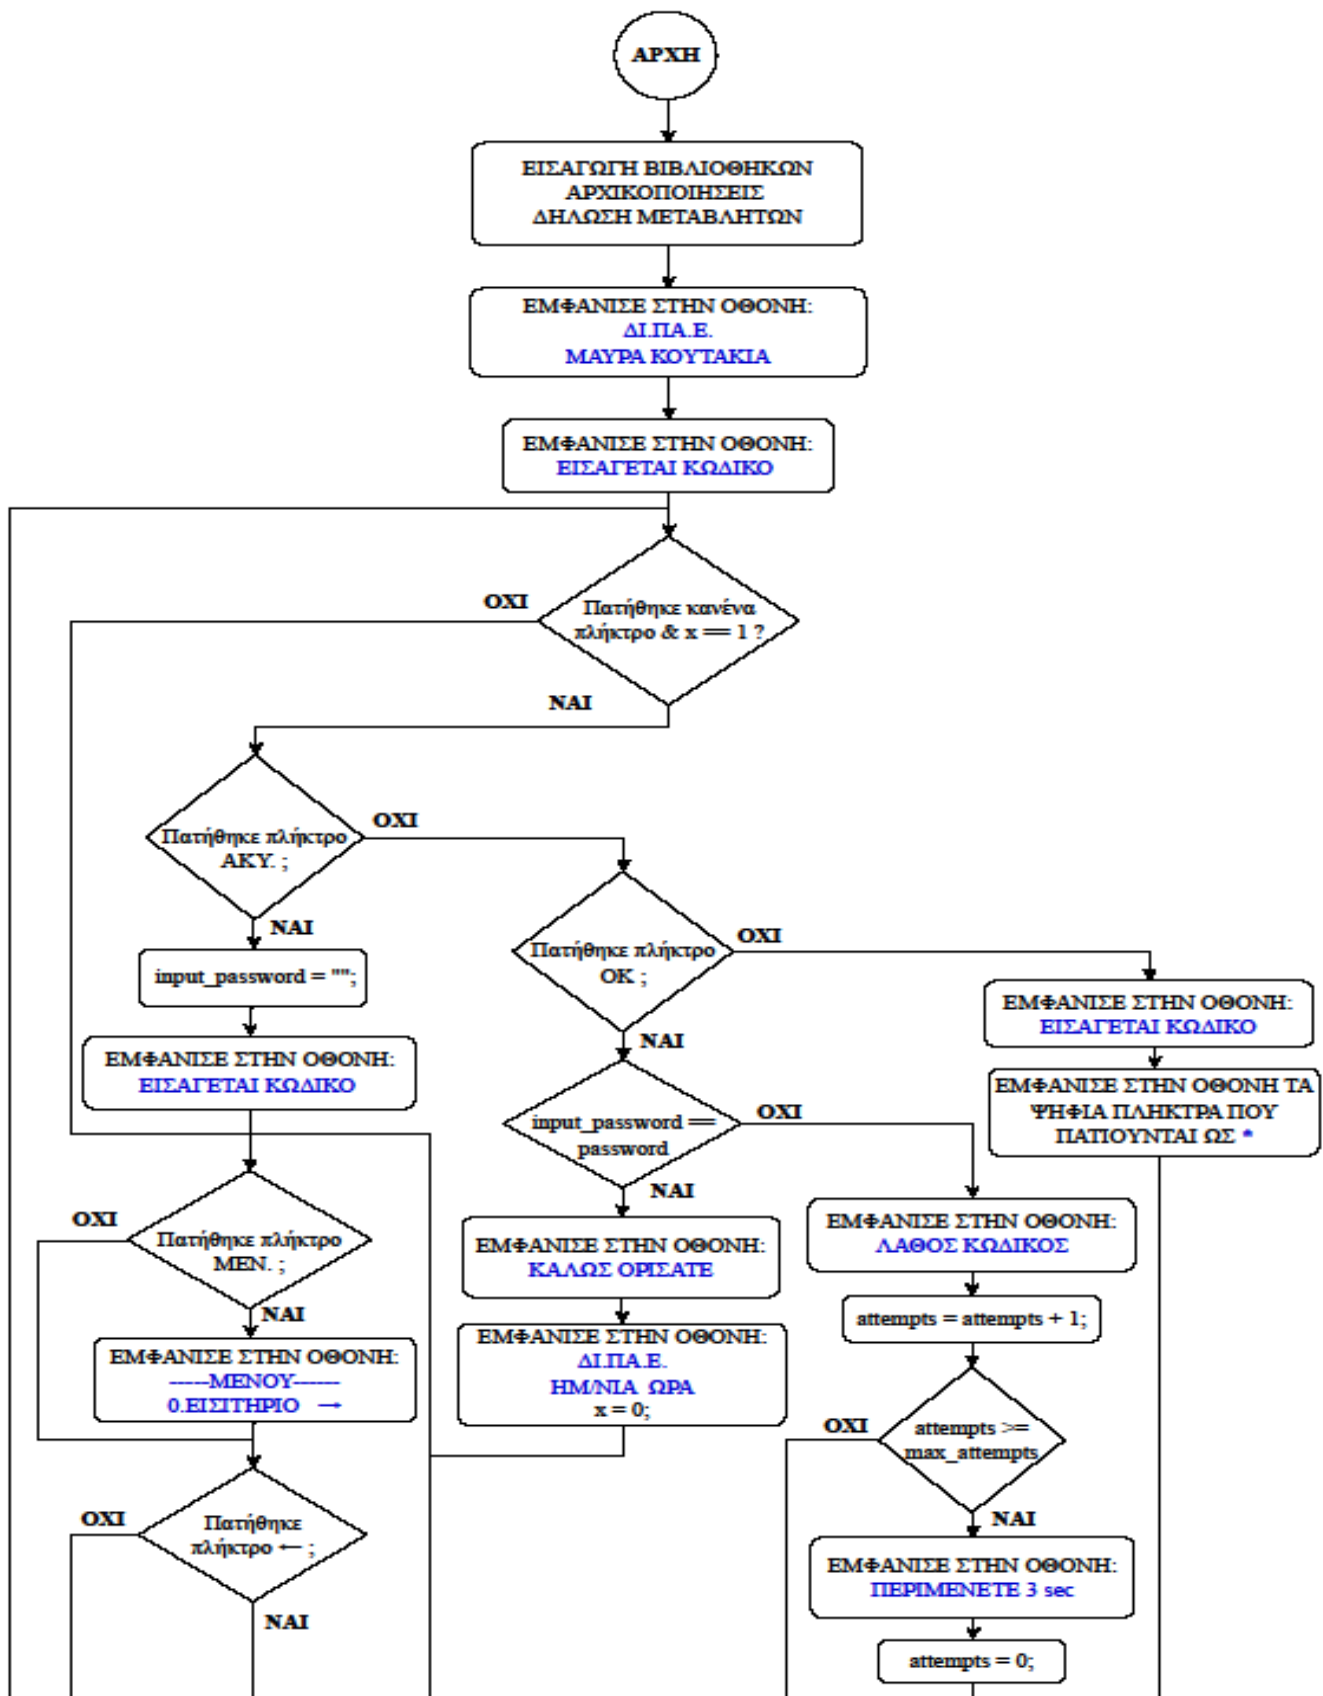 ΑΡΧΗ
ΕΙΣΑΓΩΓΗ ΒΙΒΛΙΟΘΗΚΩΝ
ΑΡΧΙΚΟΠΟΙΗΣΕΙΣ
ΔΗΛΩΣΗ ΜΕΤΑΒΛΗΤΩΝ
ΕΜΦΑΝΙΣΕ ΣΤΗΝ ΟΘΟΝΗ:
ΔΙ.ΠΑ.Ε.
ΜΑΥΡΑ ΚΟΥΤΑΚΙΑ
ΕΜΦΑΝΙΣΕ ΣΤΗΝ ΟΘΟΝΗ:
ΕΙΣΑΓΕΤΑΙ ΚΩΔΙΚΟ
Πατήθηκε κανένα
πλήκτρο & x == 1 ?
ΟΧΙ
ΝΑΙ
Πατήθηκε πλήκτρο
ΑΚΥ. ;
ΟΧΙ
ΝΑΙ
input_password = "";
ΕΜΦΑΝΙΣΕ ΣΤΗΝ ΟΘΟΝΗ:
ΕΙΣΑΓΕΤΑΙ ΚΩΔΙΚΟ
Πατήθηκε πλήκτρο
ΟΚ ;
ΟΧΙ
ΝΑΙ
ΕΜΦΑΝΙΣΕ ΣΤΗΝ ΟΘΟΝΗ:
ΕΙΣΑΓΕΤΑΙ ΚΩΔΙΚΟ
ΕΜΦΑΝΙΣΕ ΣΤΗΝ ΟΘΟΝΗ ΤΑ
ΨΗΦΙΑ ΠΛΗΚΤΡΑ ΠΟΥ
ΠΑΤΙΟΥΝΤΑΙ ΩΣ *
input_password ==
password
ΟΧΙ
ΝΑΙ
Πατήθηκε πλήκτρο
ΜΕΝ. ;
ΟΧΙ
ΝΑΙ
ΕΜΦΑΝΙΣΕ ΣΤΗΝ ΟΘΟΝΗ:
-----ΜΕΝΟΥ------
0.ΕΙΣΙΤΗΡΙΟ →
ΕΜΦΑΝΙΣΕ ΣΤΗΝ ΟΘΟΝΗ:
ΚΑΛΩΣ ΟΡΙΣΑΤΕ
ΕΜΦΑΝΙΣΕ ΣΤΗΝ ΟΘΟΝΗ:
ΔΙ.ΠΑ.Ε.
ΗΜ/ΝΙΑ ΩΡΑ
x = 0;
ΕΜΦΑΝΙΣΕ ΣΤΗΝ ΟΘΟΝΗ:
ΛΑΘΟΣ ΚΩΔΙΚΟΣ
attempts = attempts + 1;
attempts >=
max_attempts
ΟΧΙ
ΝΑΙ
ΕΜΦΑΝΙΣΕ ΣΤΗΝ ΟΘΟΝΗ:
ΠΕΡΙΜΕΝΕΤΕ 3 sec
attempts = 0;
Πατήθηκε
πλήκτρο ← ;
ΟΧΙ
ΝΑΙ